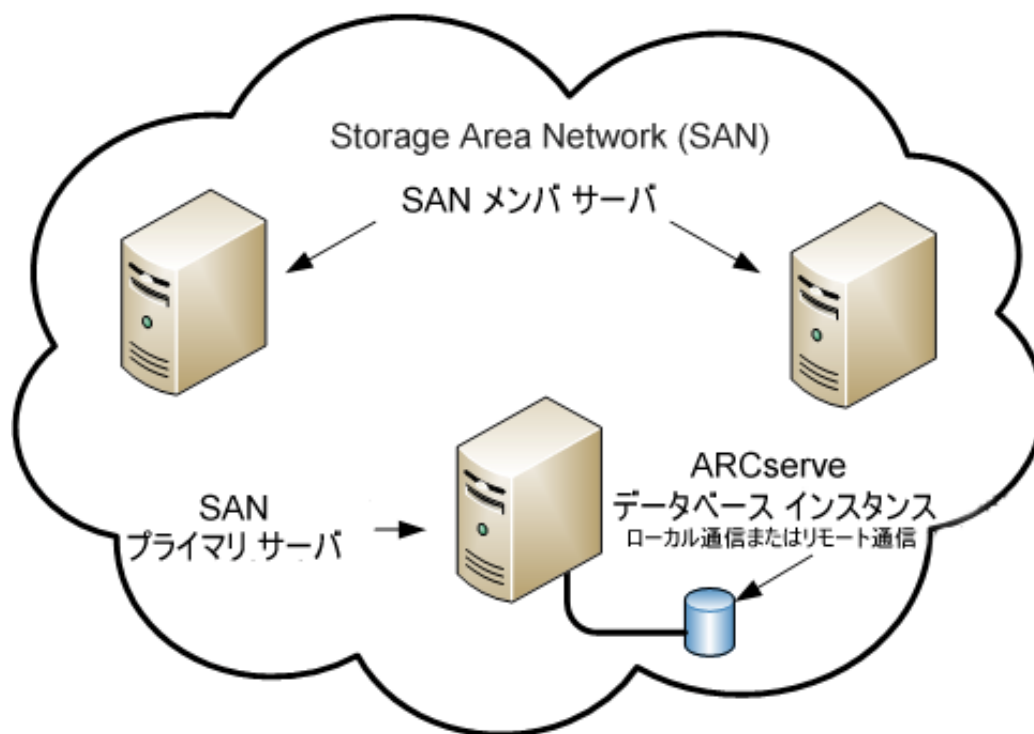 Storage Area Network (SAN)
SAN メンバ サーバ
SAN
プライマリ サーバ
ARCserve
データベース インスタンス
ローカル通信またはリモート通信